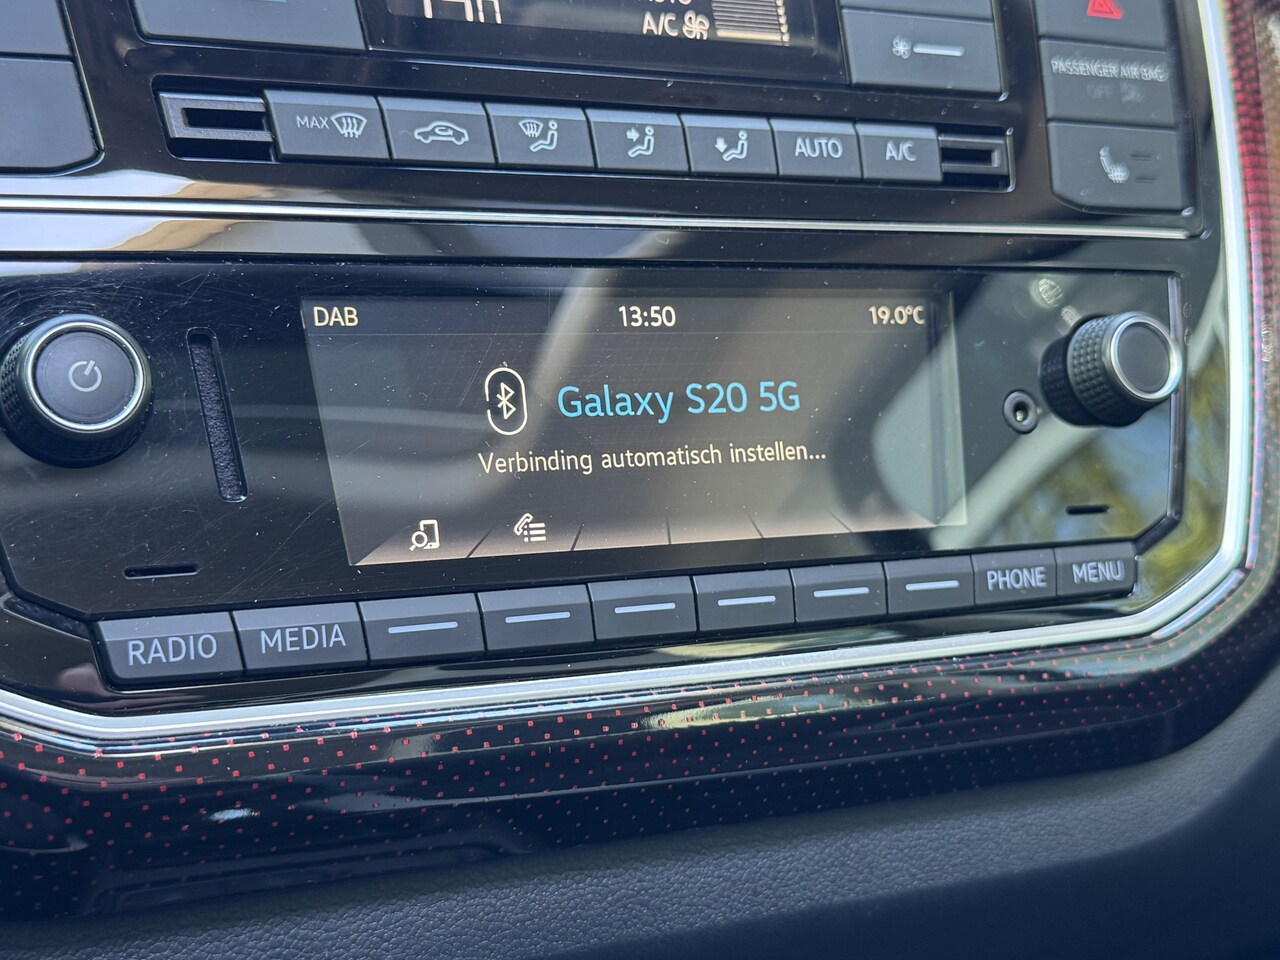 A/C
PASSENGER AIR BAG
OFF
MAX
AUTO
A/C
DAB 13:50 19.0°C
Galaxy S20 5G
Verbinding automatisch instellen...
RADIO MEDIA PHONE MENU